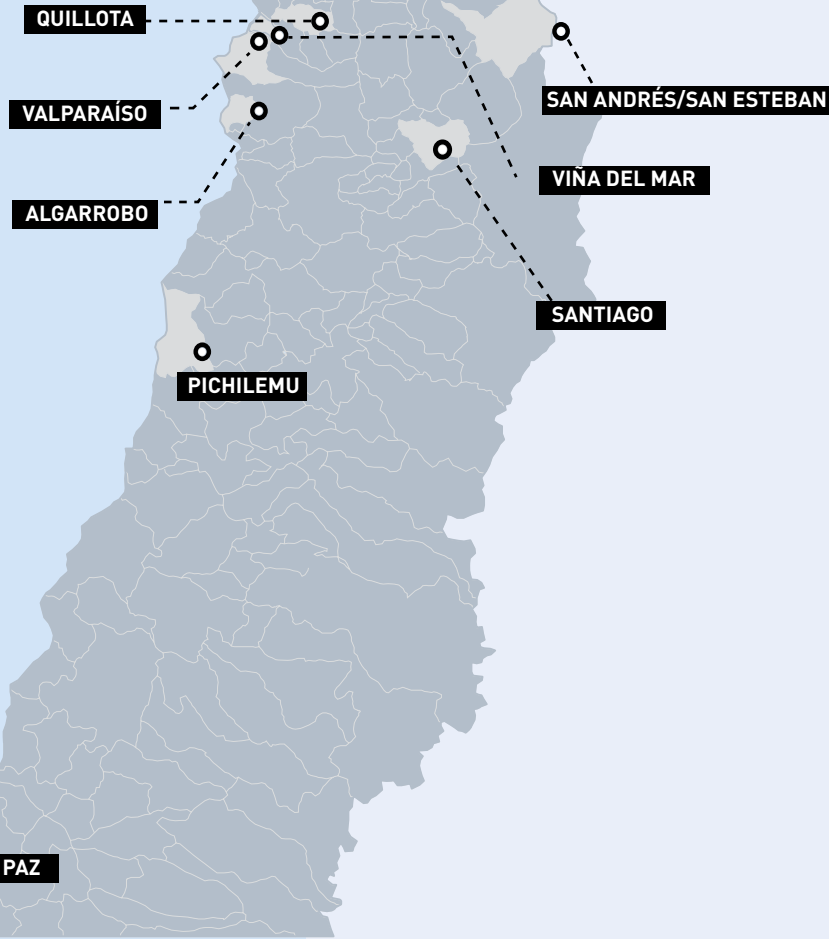 QUILLOTA
SAN ANDRÉS/SAN ESTEBAN
VALPARAÍSO
VIÑA DEL MAR
ALGARROBO
SANTIAGO
PICHILEMU
PAZ